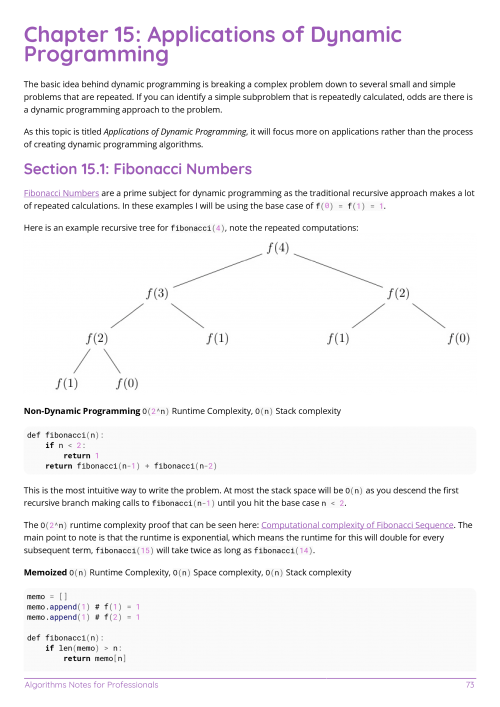 Chapter 15: Applications of Dynamic
Programming
The basic idea behind dynamic programming is breaking a complex problem down to several small and simple
problems that are repeated. If you can identify a simple subproblem that is repeatedly calculated, odds are there is
a dynamic programming approach to the problem.
As this topic is titled Applications of Dynamic Programming, it will focus more on applications rather than the process
of creating dynamic programming algorithms.
Section 15.1: Fibonacci Numbers
Fibonacci Numbers are a prime subject for dynamic programming as the traditional recursive approach makes a lot
of repeated calculations. In these examples I will be using the base case of f(0) = f(1) = 1.
Here is an example recursive tree for fibonacci(4), note the repeated computations:
f(4)
f(3) f(2)
f(2) f(1) f(1) f(0)
f(1) f(0)
Non-Dynamic Programming O(2^n) Runtime Complexity, O(n) Stack complexity
def fibonacci(n):
    if n < 2:
        return 1
    return fibonacci(n-1) + fibonacci(n-2)
This is the most intuitive way to write the problem. At most the stack space will be O(n) as you descend the first
recursive branch making calls to fibonacci(n-1) until you hit the base case n < 2.
The O(2^n) runtime complexity proof that can be seen here: Computational complexity of Fibonacci Sequence. The
main point to note is that the runtime is exponential, which means the runtime for this will double for every
subsequent term, fibonacci(15) will take twice as long as fibonacci(14).
Memoized O(n) Runtime Complexity, O(n) Space complexity, O(n) Stack complexity
memo = []
memo.append(1) # f(1) = 1
memo.append(1) # f(2) = 1
def fibonacci(n):
    if len(memo) > n:
        return memo[n]
Algorithms Notes for Professionals 73